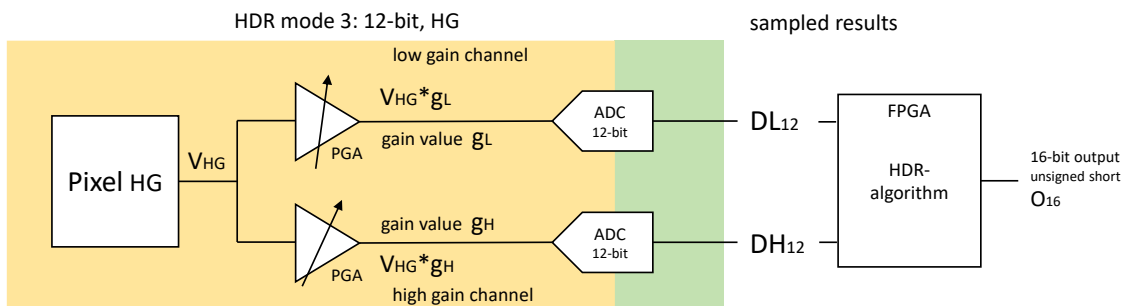 HDR mode 3: 12-bit, HG
sampled results
low gain channel
VHG*gL
ADC
12-bit
gain value gL
PGA
DL12
FPGA
HDR-
algorithm
Pixel HG
VHG
16-bit output
unsigned short
O16
gain value gH
ADC
12-bit
DH12
PGA
VHG*gH
high gain channel